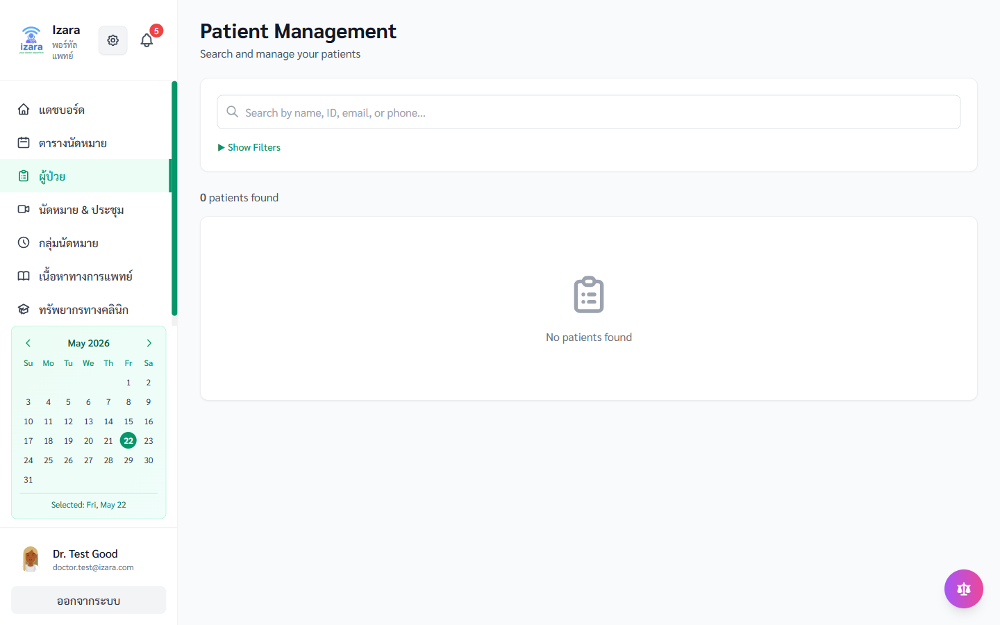 izara
Izara
พอร์ทัล
แพทย์
5
แดชบอร์ด
ตารางนัดหมาย
ผู้ป่วย
นัดหมาย & ประชุม
กลุ่มนัดหมาย
เนื้อหาทางการแพทย์
ทรัพยากรทางคลินิก
May 2026
Su Mo Tu We Th Fr Sa
1 2
3 4 5 6 7 8 9
10 11 12 13 14 15 16
17 18 19 20 21 22 23
24 25 26 27 28 29 30
31
Selected: Fri, May 22
Dr. Test Good
doctor.test@izara.com
ออกจากระบบ
Patient Management
Search and manage your patients
Search by name, ID, email, or phone...
▶ Show Filters
0 patients found
No patients found